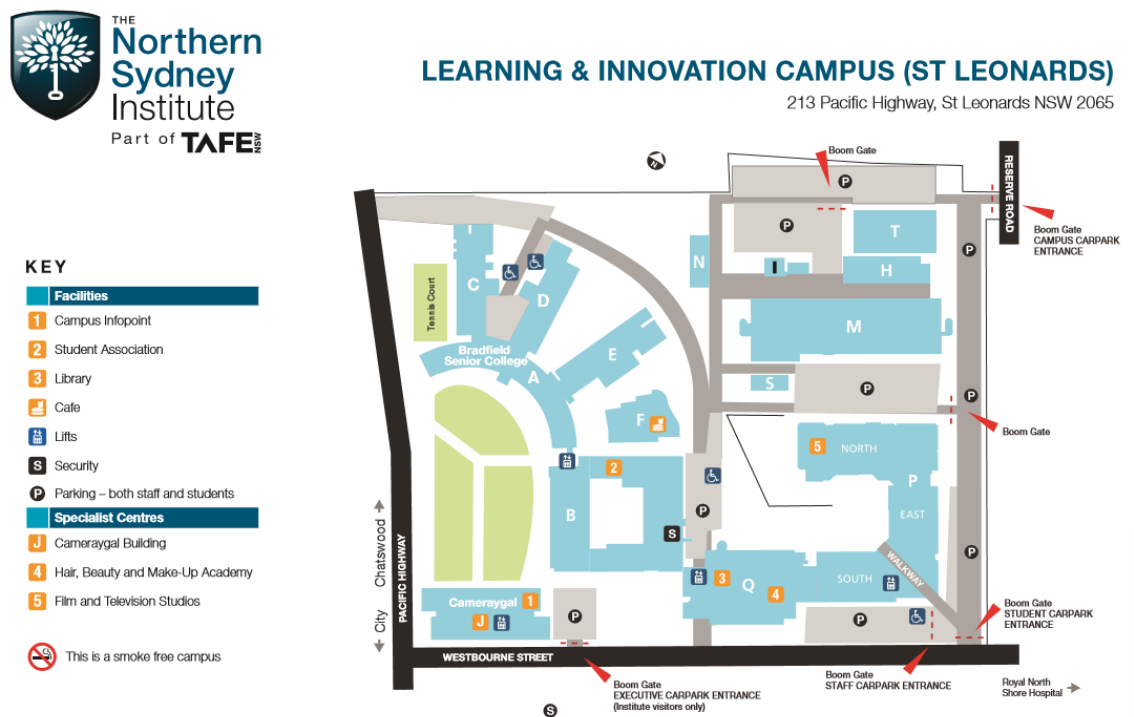 THE
Northern
Sydney
Institute
Part of TAFE NSW
LEARNING & INNOVATION CAMPUS (ST LEONARDS)
213 Pacific Highway, St Leonards NSW 2065
KEY
Facilities
1 Campus Infopoint
2 Student Association
3 Library
Cafe
Lifts
S Security
P Parking – both staff and students
Specialist Centres
J Cameraygal Building
4 Hair, Beauty and Make-Up Academy
5 Film and Television Studios
This is a smoke free campus
N
Boom Gate
P
RESERVE ROAD
Boom Gate
CAMPUS CARPARK
ENTRANCE
I
P
T
P
N
I
H
C
D
Tennis Court
M
Bradfield
Senior College
A
E
S
P
P
Boom Gate
F
5
NORTH
P
EAST
2
B
P
S
P
Chatswood
City
PACIFIC HIGHWAY
3
Q
4
SOUTH
WALKWAY
Cameraygal
1
J
P
P
Boom Gate
STUDENT CARPARK
ENTRANCE
WESTBOURNE STREET
Boom Gate
EXECUTIVE CARPARK ENTRANCE
(Institute visitors only)
Boom Gate
STAFF CARPARK ENTRANCE
Royal North
Shore Hospital
S